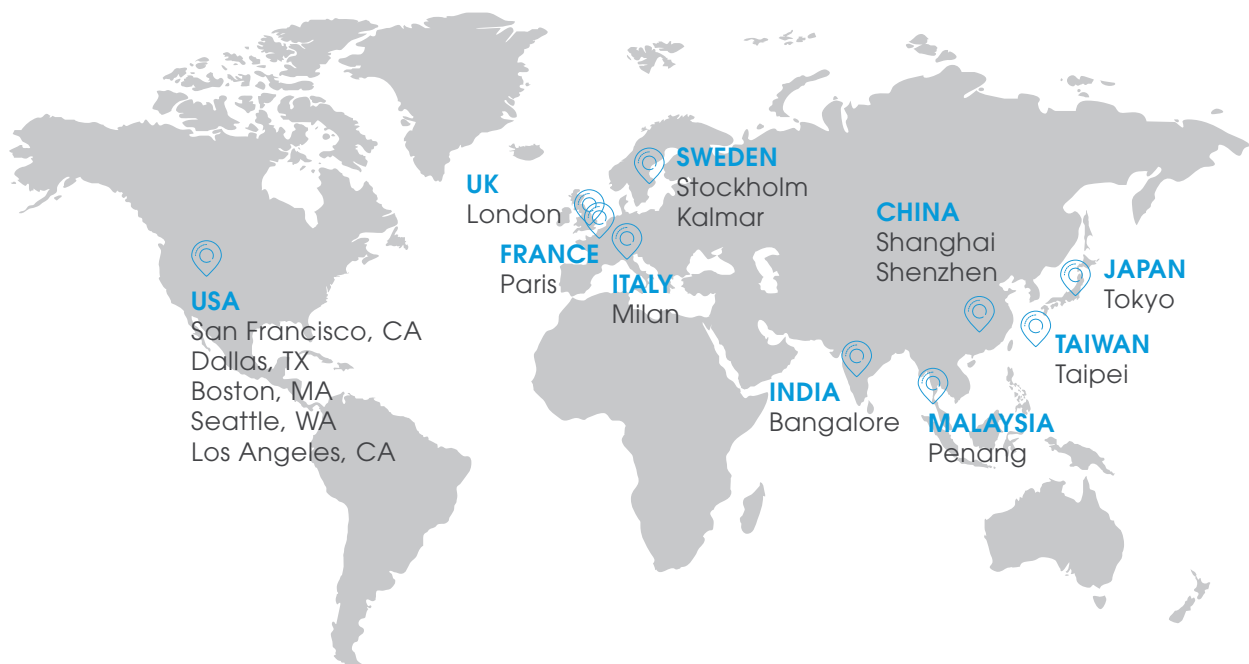 USA
San Francisco, CA
Dallas, TX
Boston, MA
Seattle, WA
Los Angeles, CA
UK
London
FRANCE
Paris
ITALY
Milan
SWEDEN
Stockholm
Kalmar
INDIA
Bangalore
CHINA
Shanghai
Shenzhen
MALAYSIA
Penang
JAPAN
Tokyo
TAIWAN
Taipei